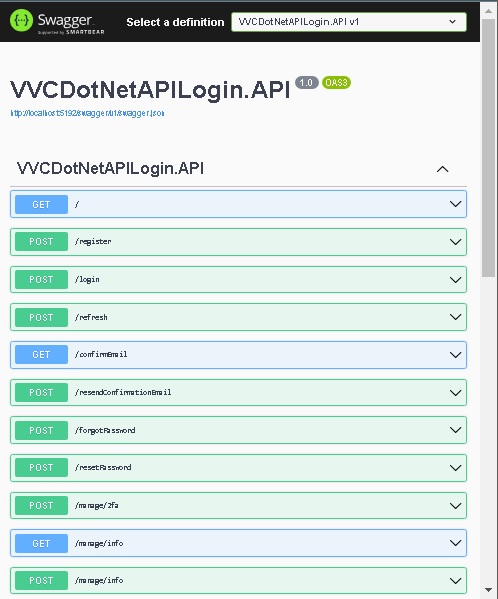 Swagger
Supported by SMARTBEAR
Select a definition
VVCDotNetAPILogin.API v1
VVCDotNetAPILogin.API 1.0 OAS3
http://localhost:5192/swagger/v1/swagger.json
VVCDotNetAPILogin.API
GET /
POST /register
POST /login
POST /refresh
GET /confirmEmail
POST /resendConfirmationEmail
POST /forgotPassword
POST /resetPassword
POST /manage/2fa
GET /manage/info
POST /manage/info